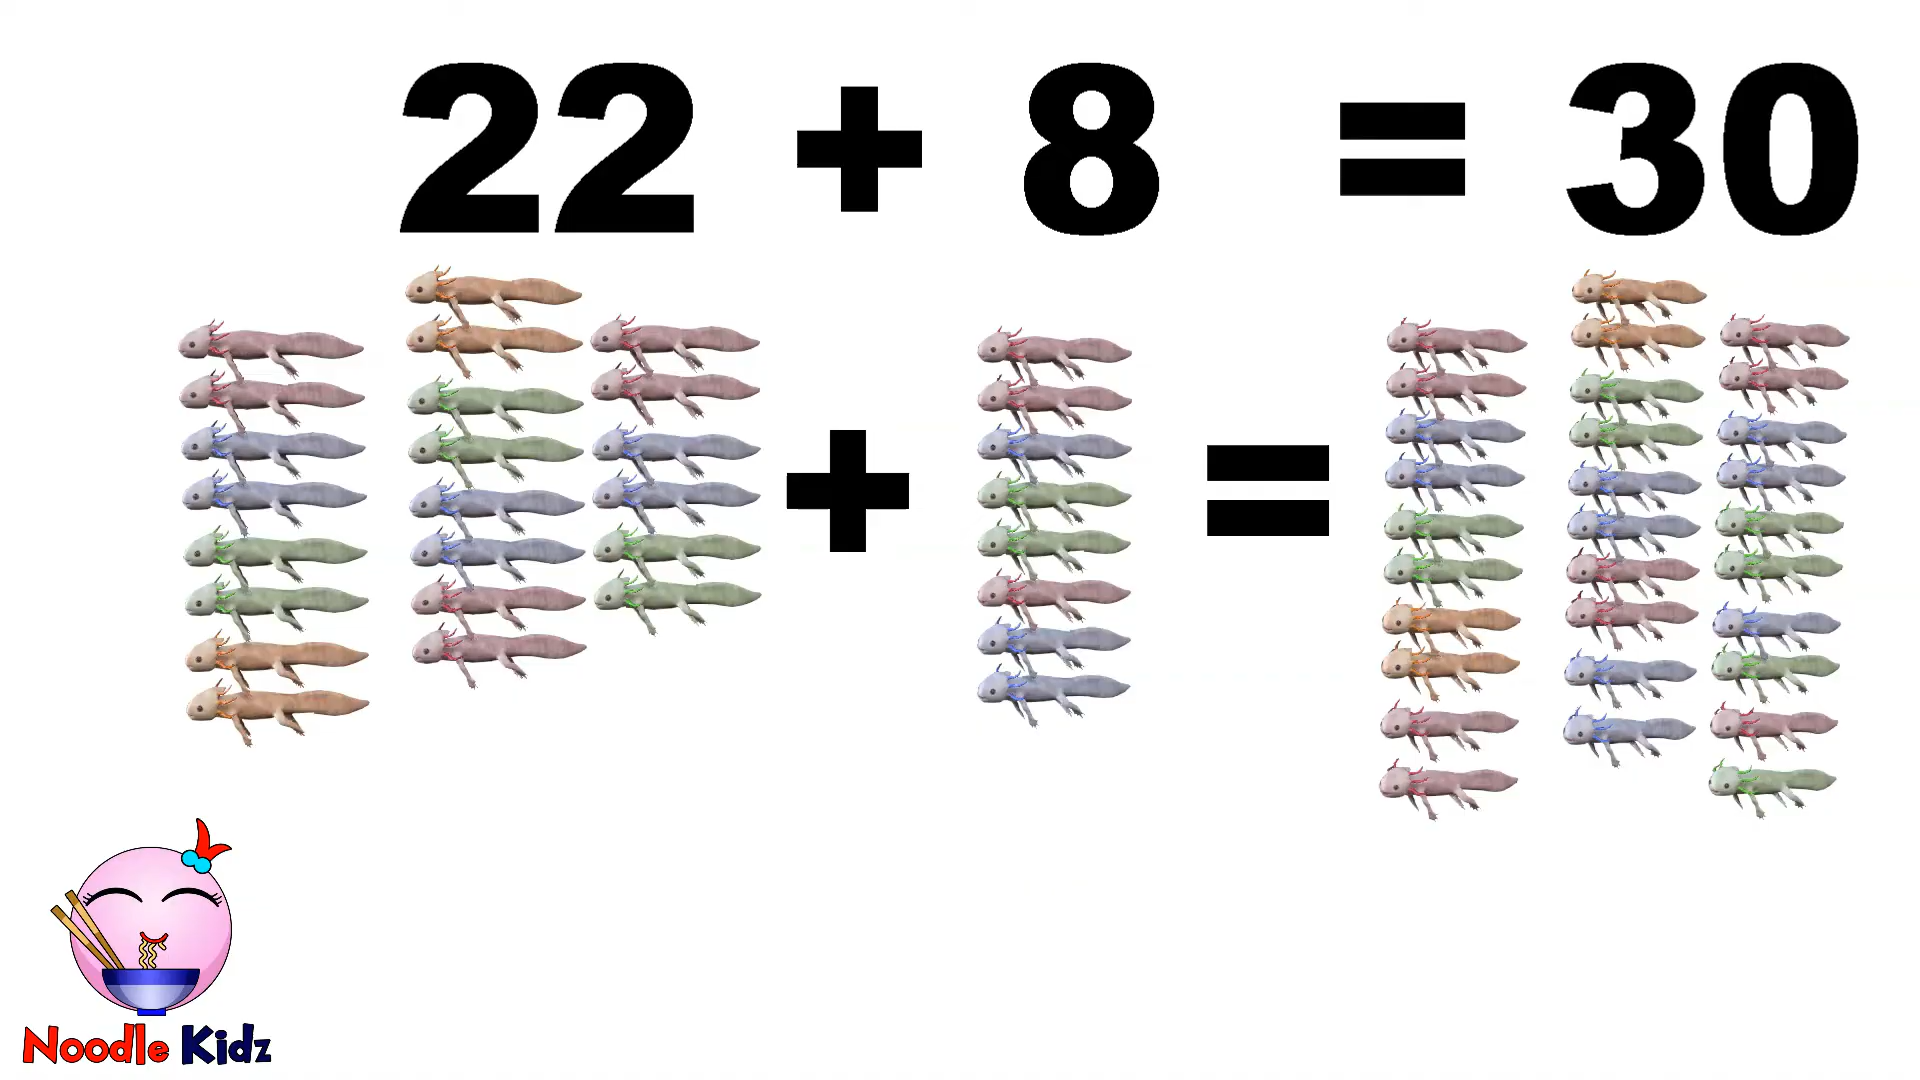 22 + 8 = 30
+ =
Noodle Kidz